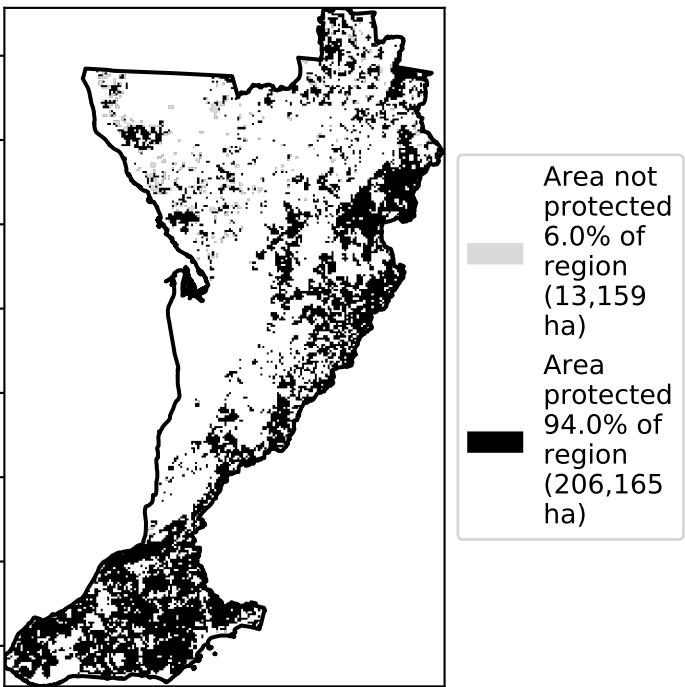 Area not
protected
6.0% of
region
(13,159
ha)
Area
protected
94.0% of
region
(206,165
ha)